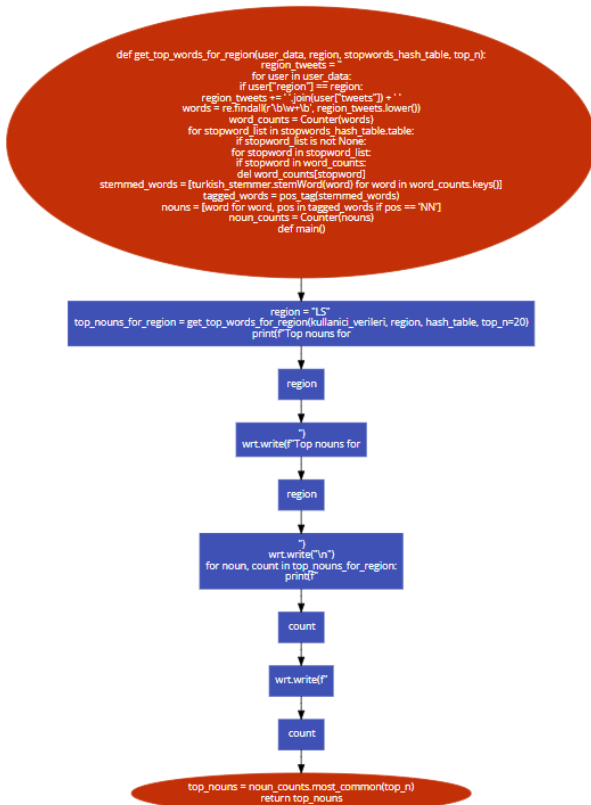 def get_top_words_for_region(user_data, region, stopwords_hash_table, top_n):
region_tweets = ''
for user in user_data:
if user["region"] == region:
region_tweets += ' '.join(user["tweets"]) + ' '
words = re.findall(r'\b\w+\b', region_tweets.lower())
word_counts = Counter(words)
for stopword_list in stopwords_hash_table.table:
if stopword_list is not None:
for stopword in stopword_list:
if stopword in word_counts:
del word_counts[stopword]
stemmed_words = [turkish_stemmer.stemWord(word) for word in word_counts.keys()]
tagged_words = pos_tag(stemmed_words)
nouns = [word for word, pos in tagged_words if pos == 'NN']
noun_counts = Counter(nouns)
def main()
region = "LS"
top_nouns_for_region = get_top_words_for_region(kullanici_verileri, region, hash_table, top_n=20)
print(f"Top nouns for
region
")
wrt.write(f"Top nouns for
region
")
wrt.write("\n")
for noun, count in top_nouns_for_region:
print(f"
count
wrt.write(f"
count
top_nouns = noun_counts.most_common(top_n)
return top_nouns